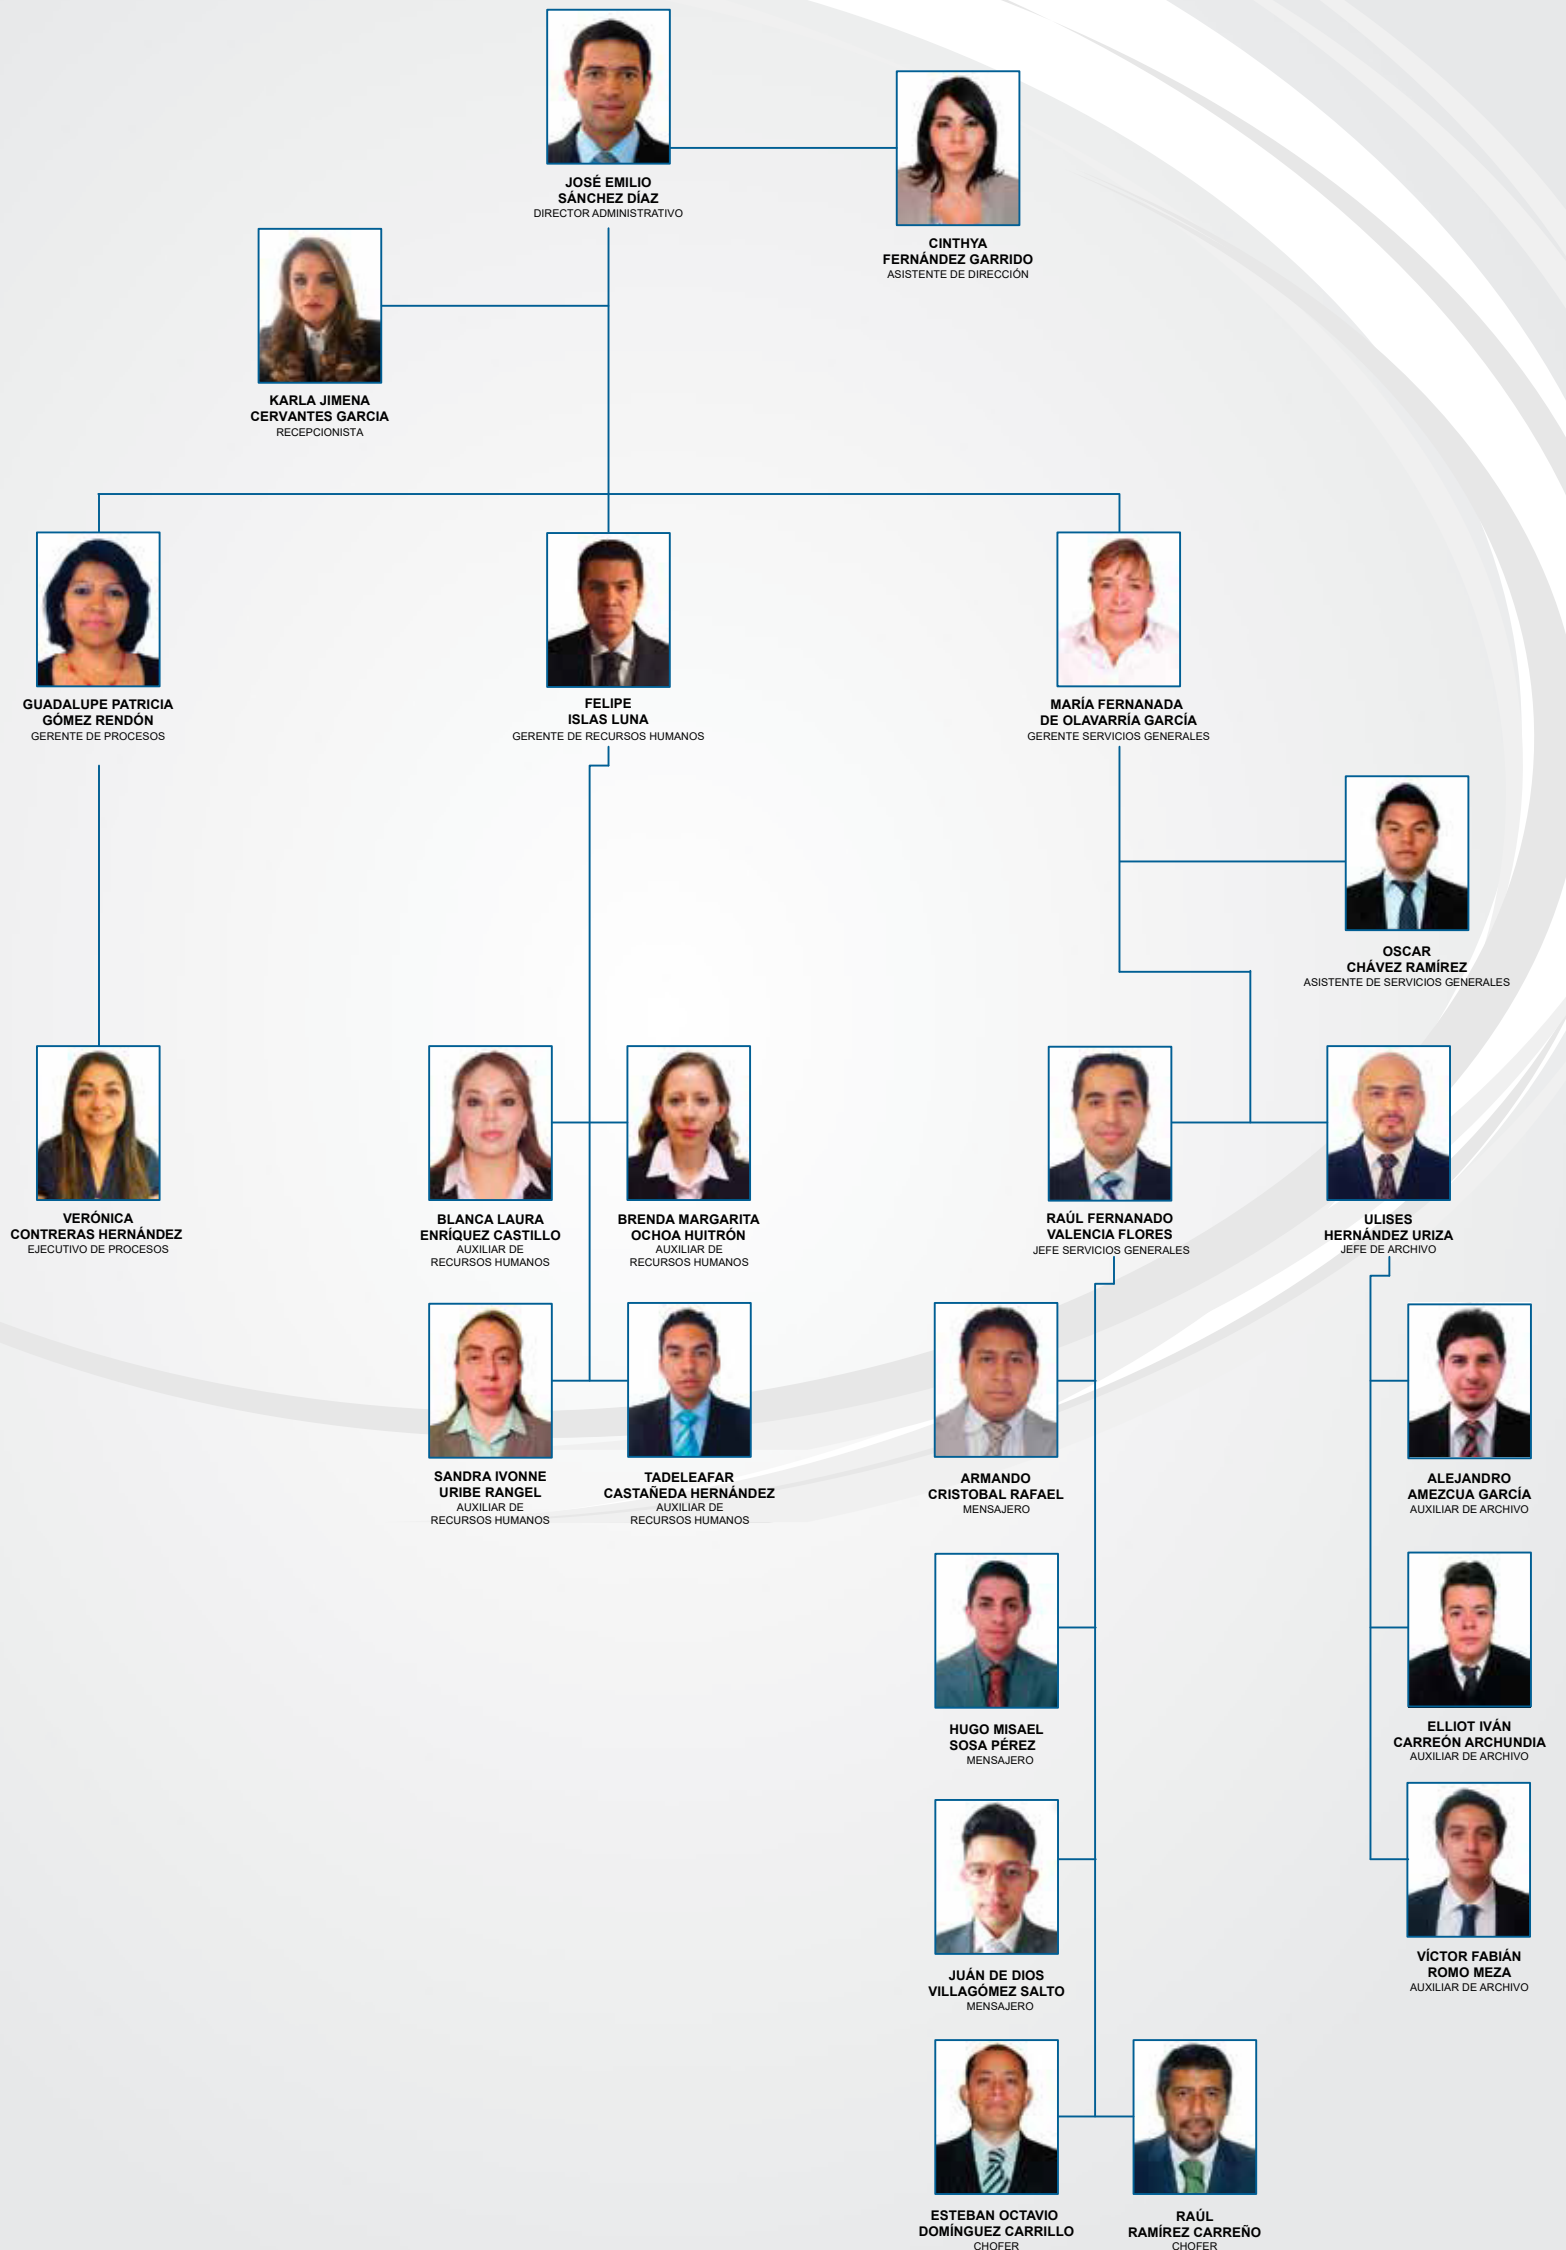 JOSÉ EMILIO
SÁNCHEZ DÍAZ
DIRECTOR ADMINISTRATIVO
CINTHYA
FERNÁNDEZ GARRIDO
ASISTENTE DE DIRECCIÓN
KARLA JIMENA
CERVANTES GARCIA
RECEPCIONISTA
GUADALUPE PATRICIA
GÓMEZ RENDÓN
GERENTE DE PROCESOS
FELIPE
ISLAS LUNA
GERENTE DE RECURSOS HUMANOS
MARÍA FERNANADA
DE OLAVARRÍA GARCÍA
GERENTE SERVICIOS GENERALES
OSCAR
CHÁVEZ RAMÍREZ
ASISTENTE DE SERVICIOS GENERALES
VERÓNICA
CONTRERAS HERNÁNDEZ
EJECUTIVO DE PROCESOS
BLANCA LAURA
ENRÍQUEZ CASTILLO
AUXILIAR DE
RECURSOS HUMANOS
BRENDA MARGARITA
OCHOA HUITRÓN
AUXILIAR DE
RECURSOS HUMANOS
RAÚL FERNANADO
VALENCIA FLORES
JEFE SERVICIOS GENERALES
ULISES
HERNÁNDEZ URIZA
JEFE DE ARCHIVO
SANDRA IVONNE
URIBE RANGEL
AUXILIAR DE
RECURSOS HUMANOS
TADELEAFAR
CASTAÑEDA HERNÁNDEZ
AUXILIAR DE
RECURSOS HUMANOS
ARMANDO
CRISTOBAL RAFAEL
MENSAJERO
ALEJANDRO
AMEZCUA GARCÍA
AUXILIAR DE ARCHIVO
HUGO MISAEL
SOSA PÉREZ
MENSAJERO
ELLIOT IVÁN
CARREÓN ARCHUNDIA
AUXILIAR DE ARCHIVO
JUÁN DE DIOS
VILLAGÓMEZ SALTO
MENSAJERO
VÍCTOR FABIÁN
ROMO MEZA
AUXILIAR DE ARCHIVO
ESTEBAN OCTAVIO
DOMÍNGUEZ CARRILLO
CHOFER
RAÚL
RAMÍREZ CARREÑO
CHOFER